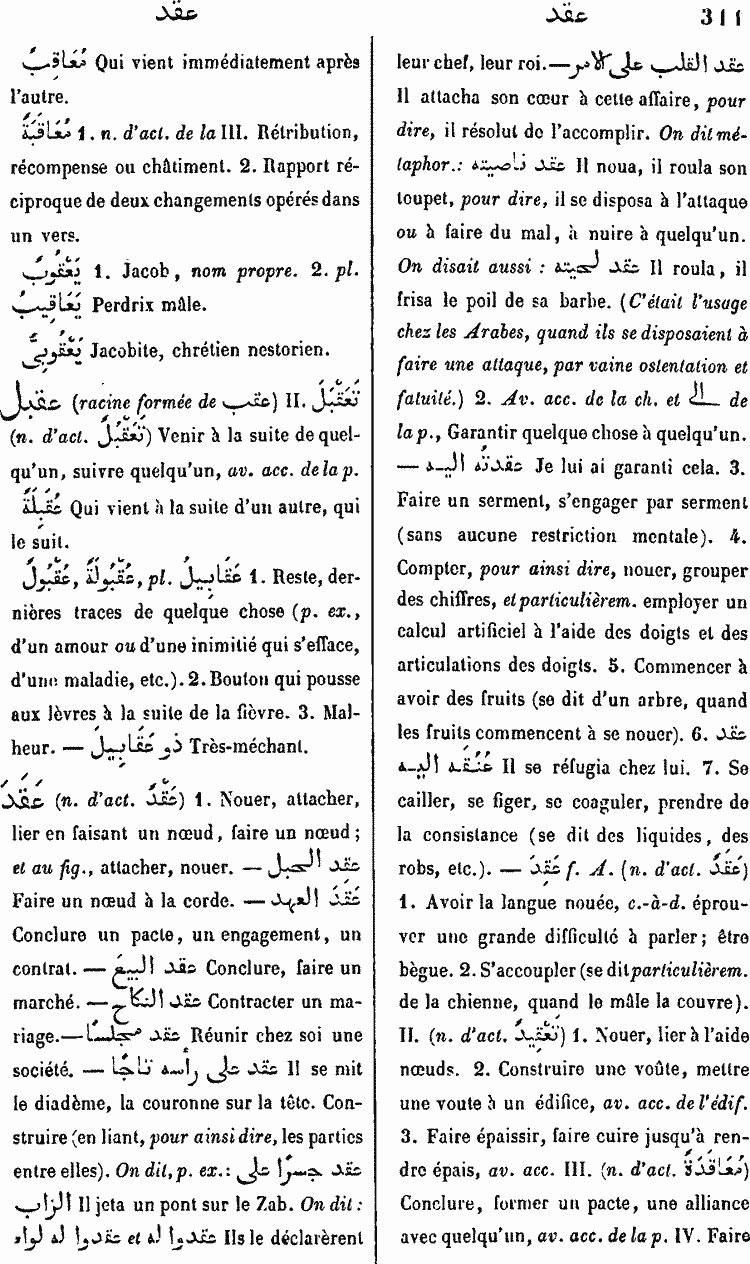 عقد
عقد
311
مُعَاقِبٌ Qui vient immédiatement après
l'autre.
مُعَاقَبَةٌ 1. n. d'act. de la III. Rétribution,
récompense ou châtiment. 2. Rapport ré-
ciproque de deux changements opérés dans
un vers.
يَعْقُوبٌ 1. Jacob, nom propre. 2. pl.
يَعَاقِيبُ Perdrix mâle.
يَعْقُوبِيٌّ Jacobite, chrétien nestorien.
عقبل (racine formée de عقب) II. تَعَقْبَلَ
(n. d'act. تَعَقْبُلٌ) Venir à la suite de quel-
qu'un, suivre quelqu'un, av. acc. de la p.
عُقْبِلَةٌ Qui vient à la suite d'un autre, qui
le suit.
عُقْبُولٌ, عُقْبُولَةٌ, pl. عَقَابِيلُ 1. Reste, der-
nières traces de quelque chose (p. ex.,
d'un amour ou d'une inimitié qui s'efface,
d'une maladie, etc.). 2. Bouton qui pousse
aux lèvres à la suite de la fièvre. 3. Mal-
heur. — ذو عَقَابِيلَ Très-méchant.
عَقَدَ (n. d'act. عَقْدٌ) 1. Nouer, attacher,
lier en faisant un nœud, faire un nœud;
et au fig., attacher, nouer. — عقد الحبل
Faire un nœud à la corde. — عَقَدَ العهد
Conclure un pacte, un engagement, un
contrat. — عقد البيعَ Conclure, faire un
marché. — عقد النكاحَ Contracter un ma-
riage. — عقد مجلسًا Réunir chez soi une
société. — عقد على رأسه تاجًا Il se mit
le diadème, la couronne sur la tête. Con-
struire (en liant, pour ainsi dire, les parties
entre elles). On dit, p. ex.: عقد جسرًا على
الزاب Il jeta un pont sur le Zab. On dit:
عقدوا له et عقدوا له لواء Ils le déclarèrent
leur chef, leur roi. — عقد القلب على الامر
Il attacha son cœur à cette affaire, pour
dire, il résolut de l'accomplir. On dit mé-
taphor.: عقد ناصيته Il noua, il roula son
toupet, pour dire, il se disposa à l'attaque
ou à faire du mal, à nuire à quelqu'un.
On disait aussi : عقد لحيته Il roula, il
frisa le poil de sa barbe. (C'était l'usage
chez les Arabes, quand ils se disposaient à
faire une attaque, par vaine ostentation et
fatuité.) 2. Av. acc. de la ch. et الى de
la p., Garantir quelque chose à quelqu'un.
— عقدتُه اليه Je lui ai garanti cela. 3.
Faire un serment, s'engager par serment
(sans aucune restriction mentale). 4.
Compter, pour ainsi dire, nouer, grouper
des chiffres, et particulièrem. employer un
calcul artificiel à l'aide des doigts et des
articulations des doigts. 5. Commencer à
avoir des fruits (se dit d'un arbre, quand
les fruits commencent à se nouer). 6. عقد
عُنُقَه اليه Il se réfugia chez lui. 7. Se
cailler, se figer, se coaguler, prendre de
la consistance (se dit des liquides, des
robs, etc.). — عَقِدَ f. A. (n. d'act. عَقَدٌ)
1. Avoir la langue nouée, c.-à-d. éprou-
ver une grande difficulté à parler; être
bègue. 2. S'accoupler (se dit particulièrem.
de la chienne, quand le mâle la couvre).
II. (n. d'act. تَعْقِيدٌ) 1. Nouer, lier à l'aide
nœuds. 2. Construire une voûte, mettre
une voute à un édifice, av. acc. de l'édif.
3. Faire épaissir, faire cuire jusqu'à ren-
dre épais, av. acc. III. (n. d'act. مُعَاقَدَةٌ)
Conclure, former un pacte, une alliance
avec quelqu'un, av. acc. de la p. IV. Faire